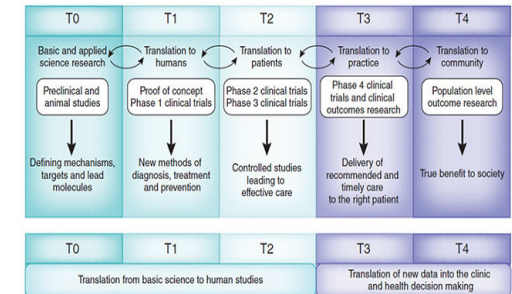 T0 T1 T2 T3 T4
Basic and applied
science research
Translation to
humans
Translation to
patients
Translation to
practice
Translation to
community
Preclinical and
animal studies
Proof of concept
Phase 1 clinical trials
Phase 2 clinical trials
Phase 3 clinical trials
Phase 4 clinical
trials and clinical
outcomes research
Population level
outcome research
Defining mechanisms,
targets and lead
molecules
New methods of
diagnosis, treatment
and prevention
Controlled studies
leading to
effective care
Delivery of
recommended and
timely care
to the right patient
True benefit to society
T0 T1 T2 T3 T4
Translation from basic science to human studies
Translation of new data into the clinic
and health decision making